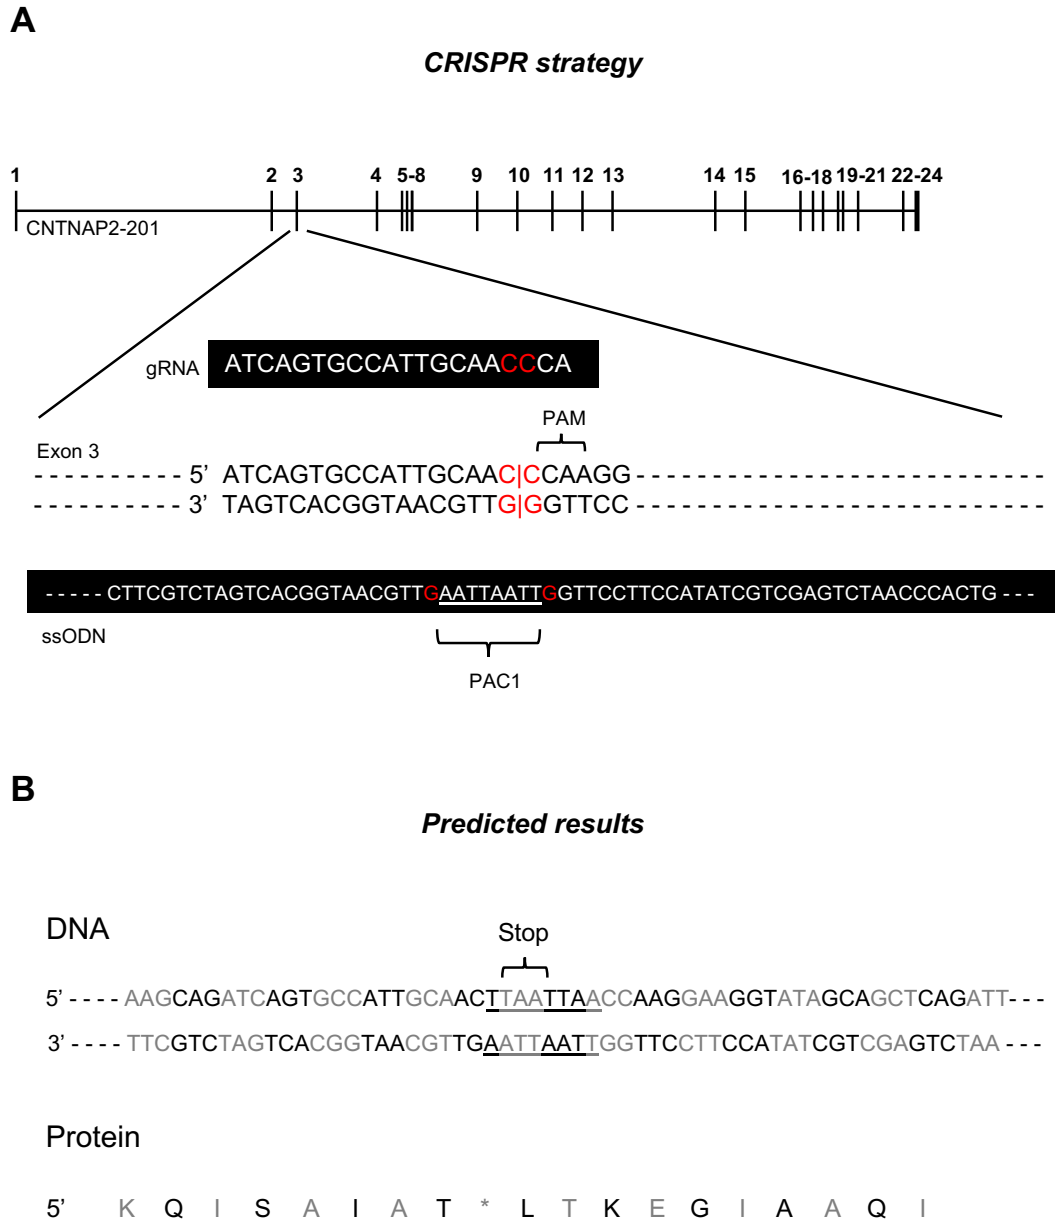 A
CRISPR strategy
1 2 3 4 5-8 9 10 11 12 13 14 15 16-18 19-21 22-24
CNTNAP2-201
gRNA ATCAGTGCCATTGCAACCCA
PAM
Exon 3
---------- 5’ ATCAGTGCCATTGCAAC|CCAAGG --------------------------
---------- 3’ TAGTCACGGTAACGTTG|GGTTCC --------------------------
-----CTTCGTCTAGTCACGGTAACGTTGAATTAATTGGTTCCTTCCATATCGTCGAGTCTAACCCACTG---
ssODN
PAC1
B
Predicted results
DNA
Stop
5’ ---- AAGCAGATCAGTGCCATTGCAACTTAATTAACCAAGGAAGGTATAGCAGCTCAGATT---
3’ ---- TTCGTCTAGTCACGGTAACGTTGAATTAATTGGTTCCTTCCATATCGTCGAGTCTAA---
Protein
5’ K Q I S A I A T * L T K E G I A A Q I